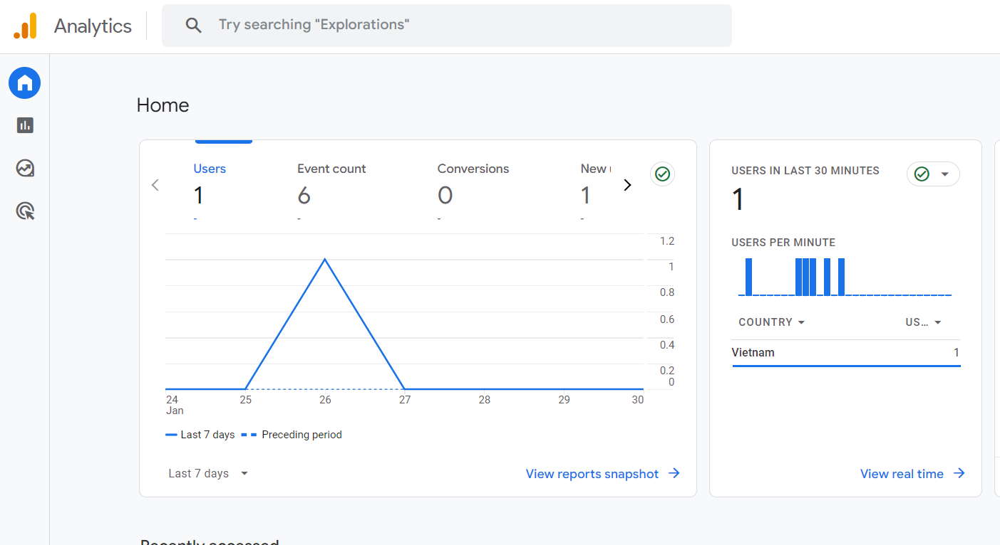 Analytics
Try searching "Explorations"
Home
Users
1
-
Event count
6
-
Conversions
0
-
New
1
-
1.2
1
0.8
0.6
0.4
0.2
0
24 25 26 27 28 29 30
Jan
Last 7 days Preceding period
Last 7 days
View reports snapshot
USERS IN LAST 30 MINUTES
1
USERS PER MINUTE
COUNTRY US...
Vietnam 1
View real time
Recently accessed